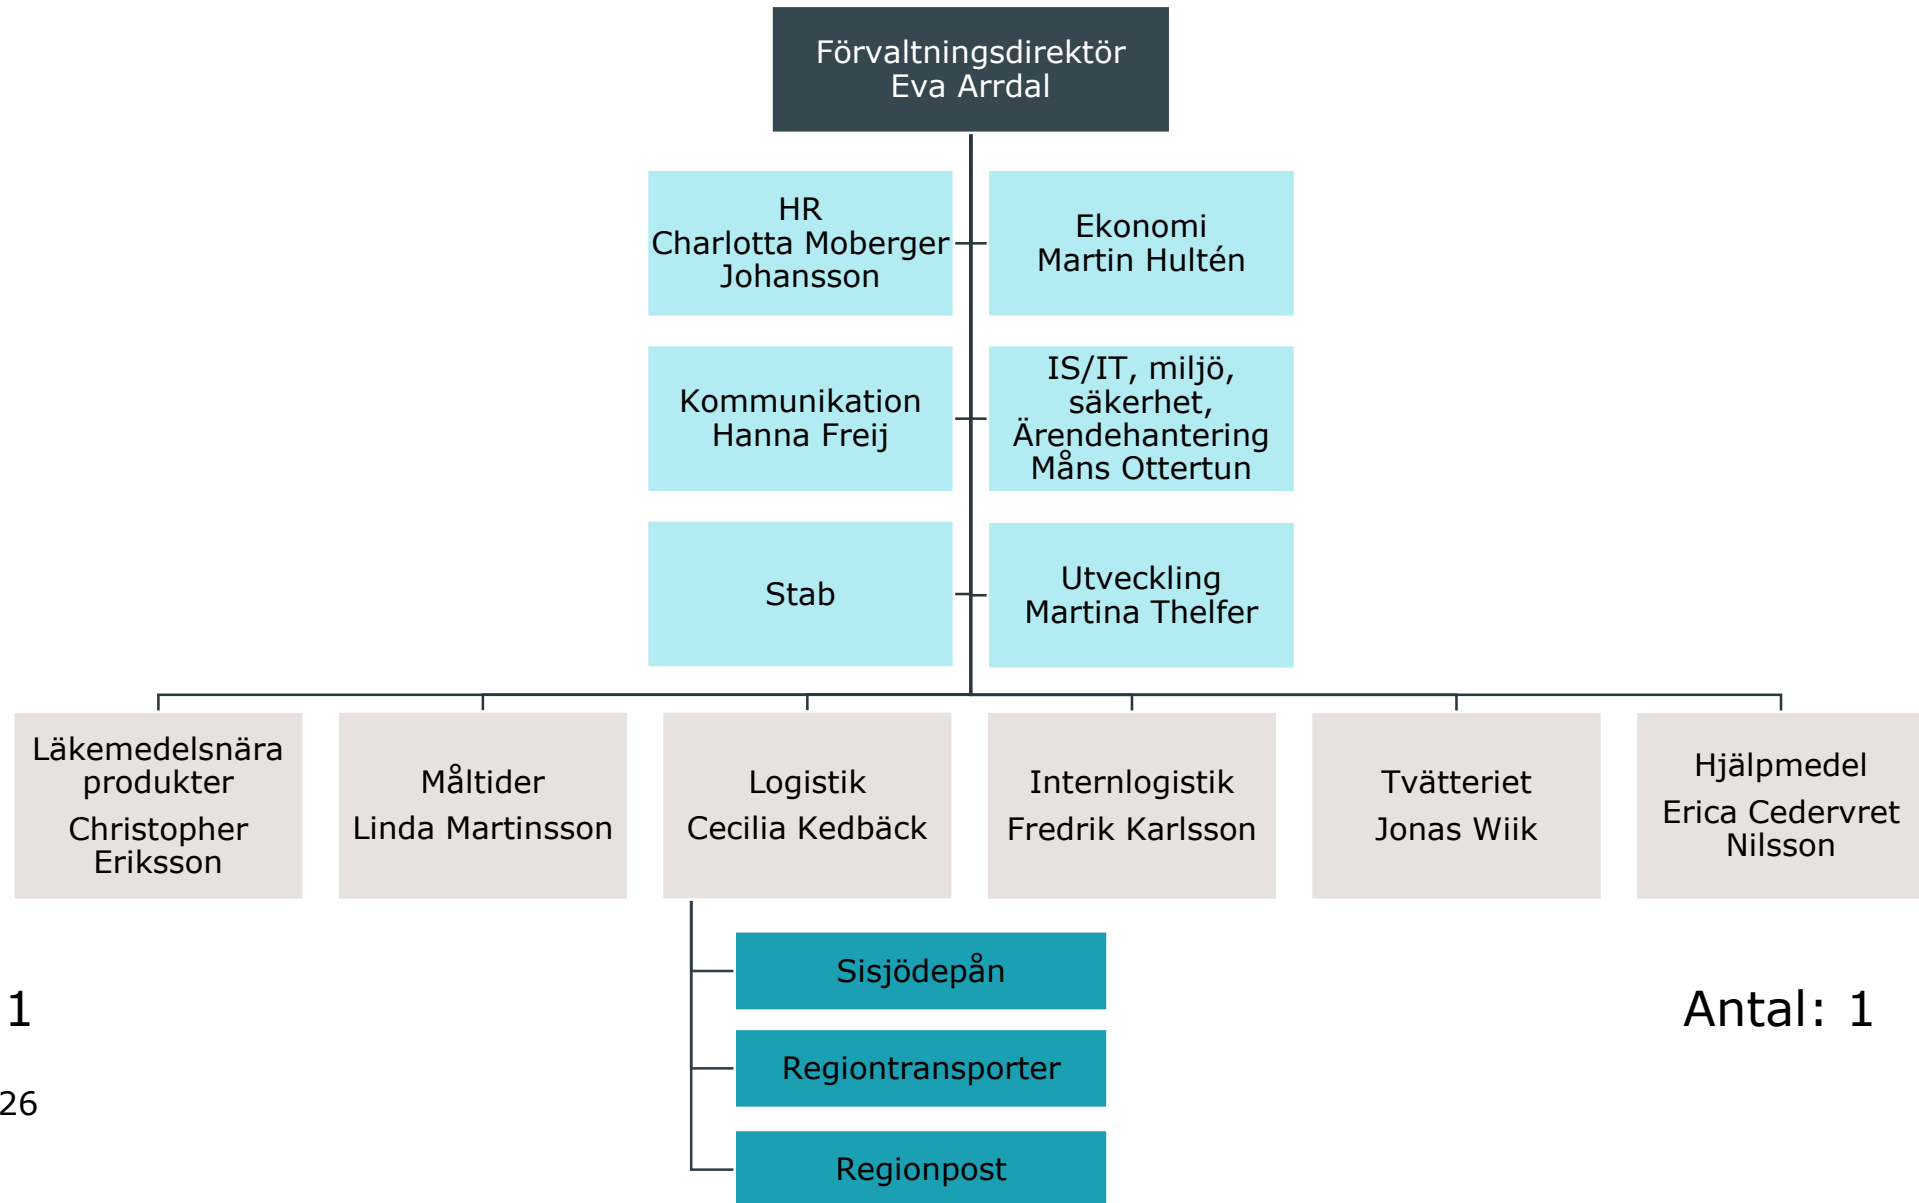 Förvaltningsdirektör
Eva Arrdal
HR
Charlotta Moberger
Johansson
Ekonomi
Martin Hultén
Kommunikation
Hanna Freij
IS/IT, miljö,
säkerhet,
Ärendehantering
Måns Ottertun
Stab
Utveckling
Martina Thelfer
Läkemedelsnära
produkter
Christopher
Eriksson
Måltider
Linda Martinsson
Logistik
Cecilia Kedbäck
Internlogistik
Fredrik Karlsson
Tvätteriet
Jonas Wiik
Hjälpmedel
Erica Cedervret
Nilsson
Sisjödepån
Regiontransporter
Regionpost
1
26
Antal: 1